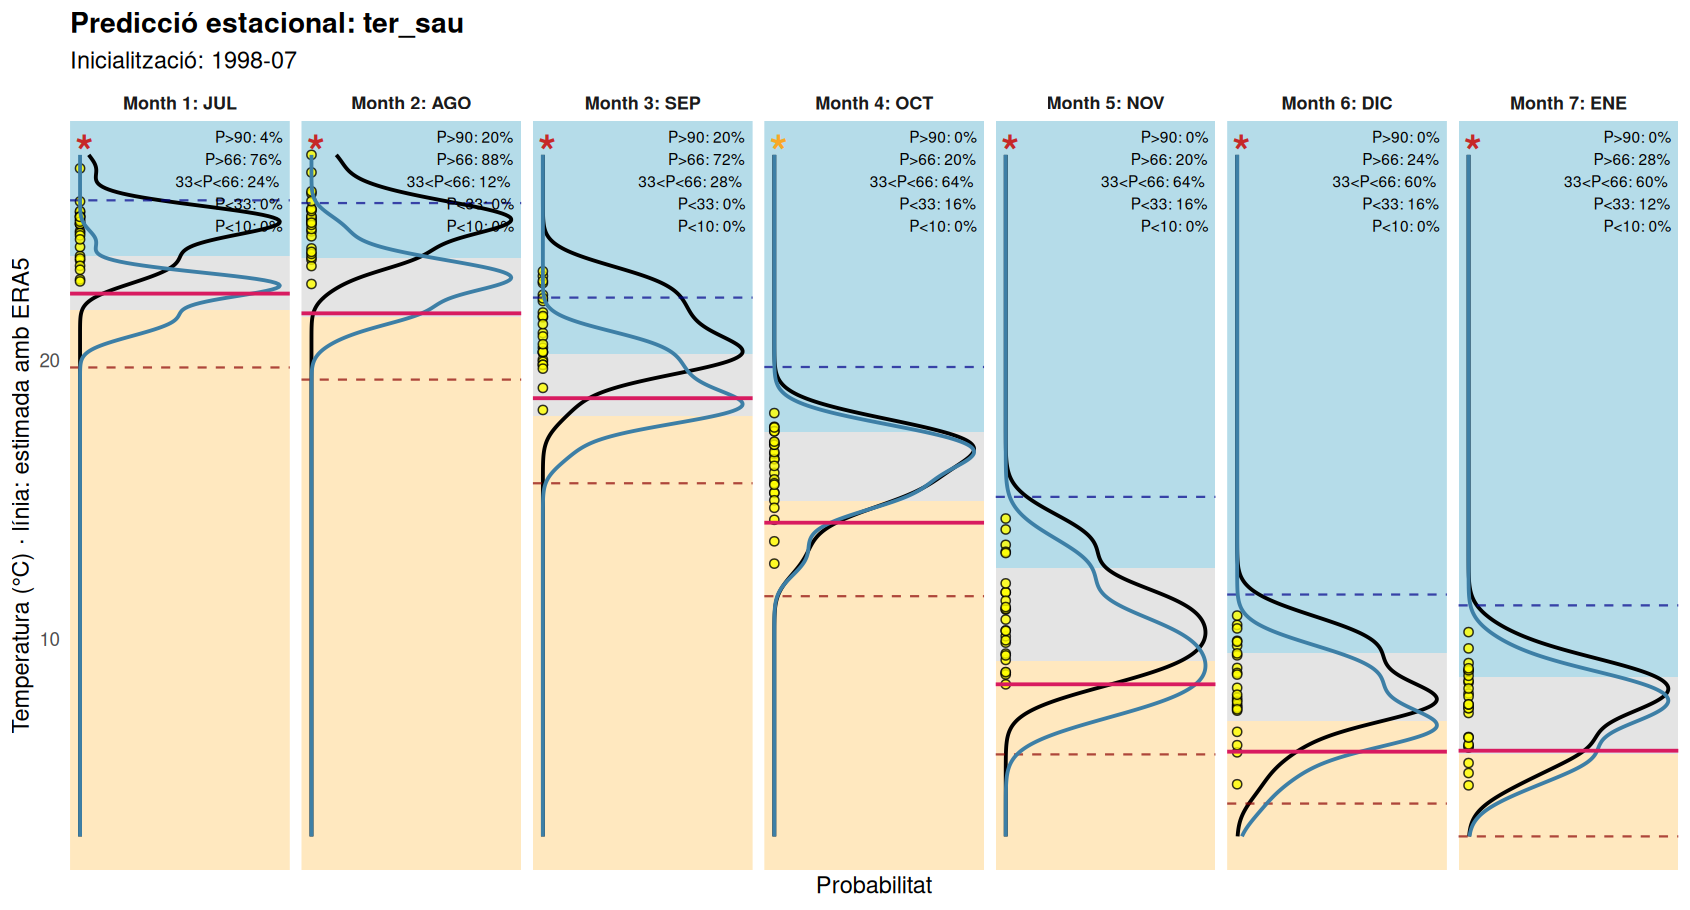 Predicció estacional: ter_sau
Inicialització: 1998-07
Month 1: JUL
Month 2: AGO
Month 3: SEP
Month 4: OCT
Month 5: NOV
Month 6: DIC
Month 7: ENE
*
P>90: 4%
P>66: 76%
33<P<66: 24%
P<33: 0%
P<10: 0%
*
P>90: 20%
P>66: 88%
33<P<66: 12%
P<33: 0%
P<10: 0%
*
P>90: 20%
P>66: 72%
33<P<66: 28%
P<33: 0%
P<10: 0%
*
P>90: 0%
P>66: 20%
33<P<66: 64%
P<33: 16%
P<10: 0%
*
P>90: 0%
P>66: 20%
33<P<66: 64%
P<33: 16%
P<10: 0%
*
P>90: 0%
P>66: 24%
33<P<66: 60%
P<33: 16%
P<10: 0%
*
P>90: 0%
P>66: 28%
33<P<66: 60%
P<33: 12%
P<10: 0%
20
10
Temperatura (°C) · línia: estimada amb ERA5
Probabilitat